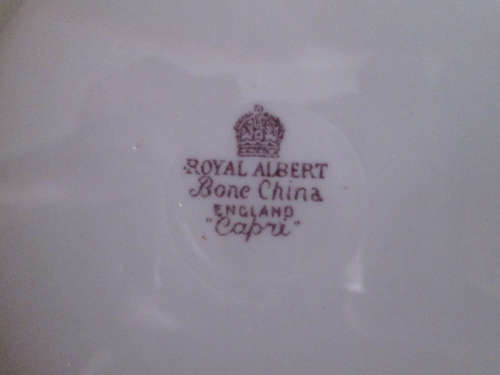 ROYAL ALBERT
Bone China
ENGLAND
"Capri"